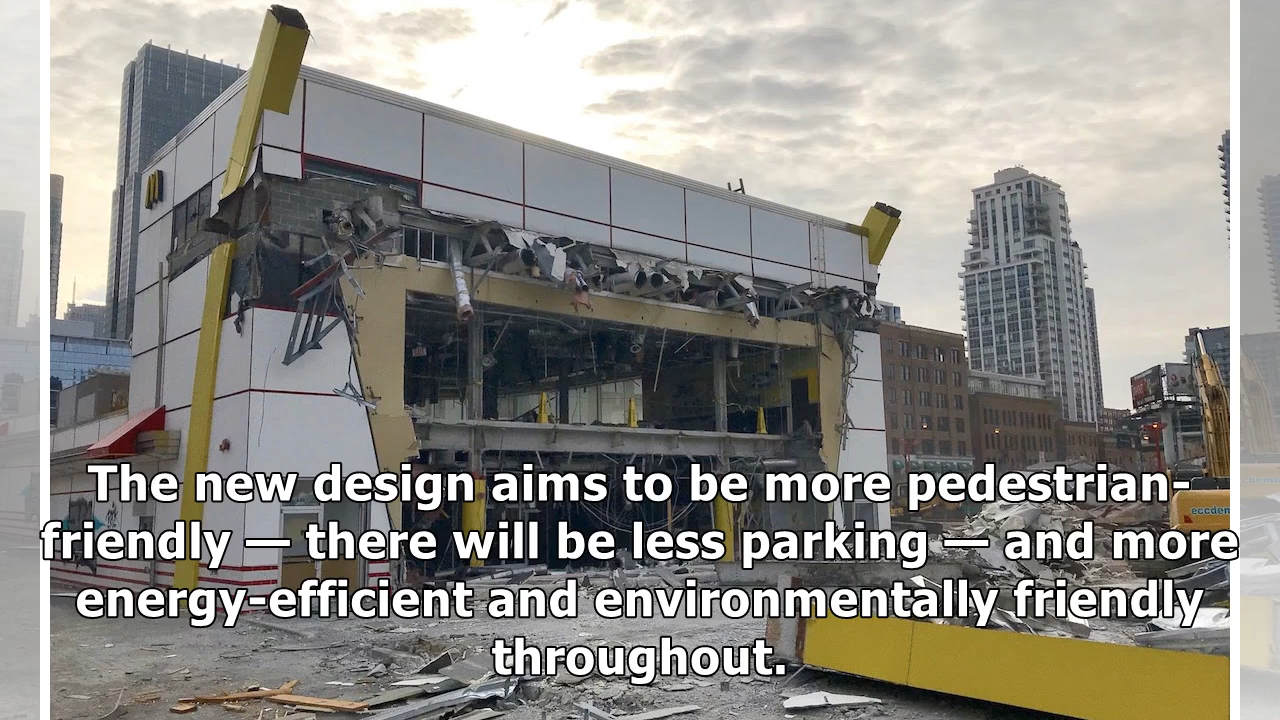 The new design aims to be more pedestrian-
friendly — there will be less parking — and more
energy-efficient and environmentally friendly
throughout.
eccdem